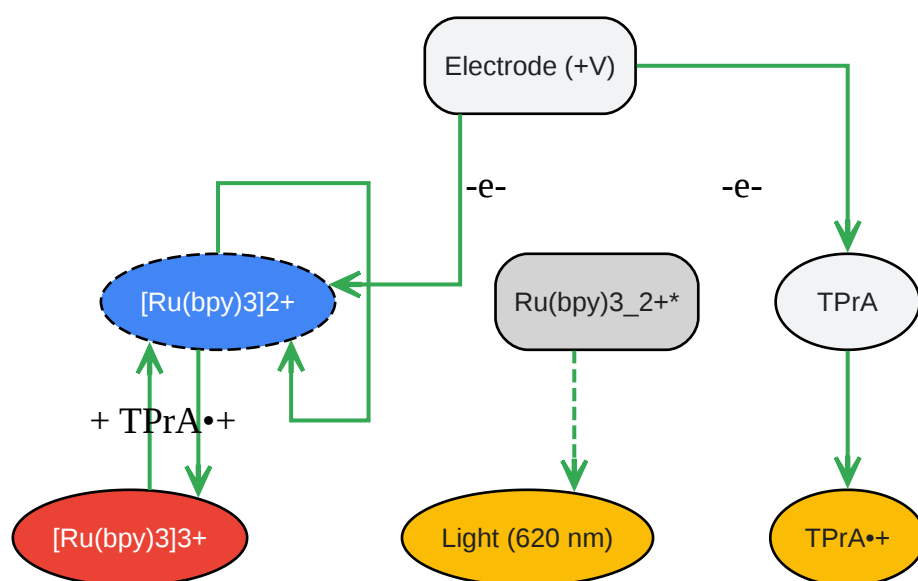 Electrode (+V)
-e-
-e-
[Ru(bpy)3]2+
Ru(bpy)3_2+*
TPrA
+ TPrA•+
[Ru(bpy)3]3+
Light (620 nm)
TPrA•+